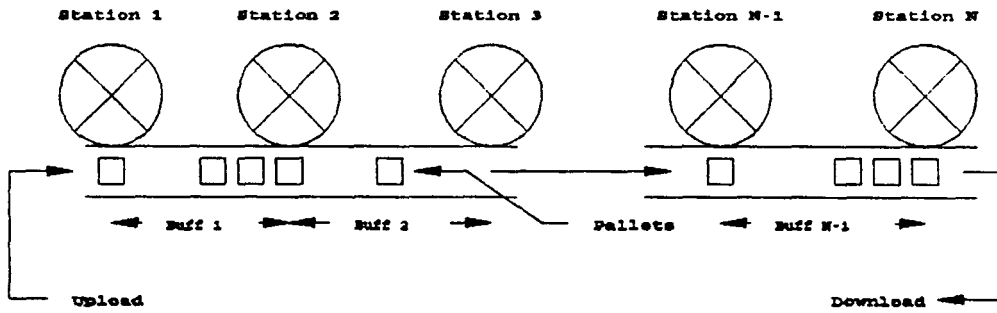 Station 1 Station 2 Station 3 Station N-1 Station N
Buff 1 Buff 2 Pallets Buff N-1
Upload Download